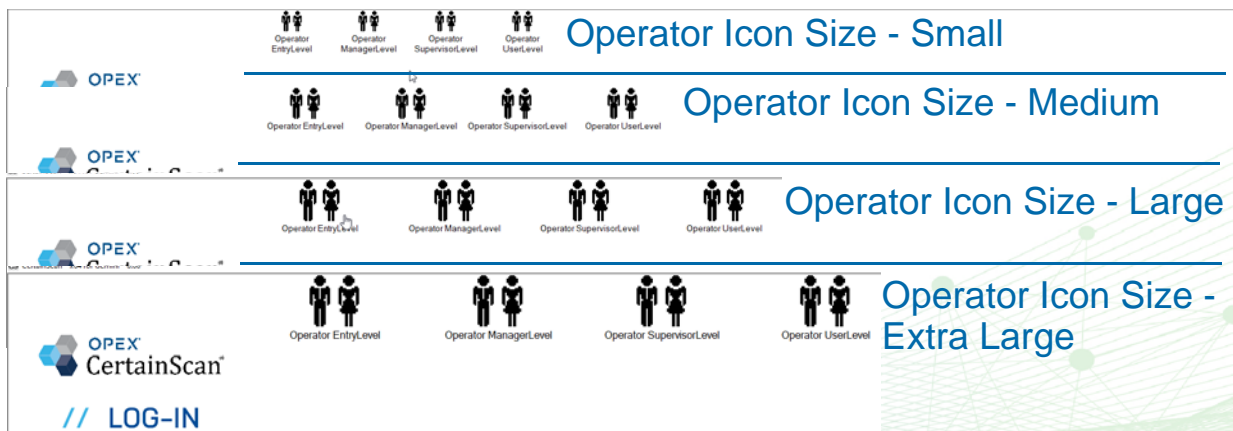 Operator EntryLevel
Operator ManagerLevel
Operator SupervisorLevel
Operator UserLevel
Operator Icon Size - Small
OPEX
Operator EntryLevel Operator ManagerLevel Operator SupervisorLevel Operator UserLevel
Operator Icon Size - Medium
OPEX
Operator EntryLevel Operator ManagerLevel Operator SupervisorLevel Operator UserLevel
Operator Icon Size - Large
OPEX
Operator EntryLevel Operator ManagerLevel Operator SupervisorLevel Operator UserLevel
Operator Icon Size -
Extra Large
OPEX
CertainScan
// LOG-IN